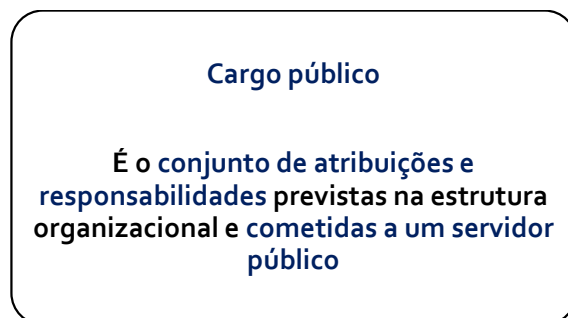 Cargo público
É o conjunto de atribuições e
responsabilidades previstas na estrutura
organizacional e cometidas a um servidor
público